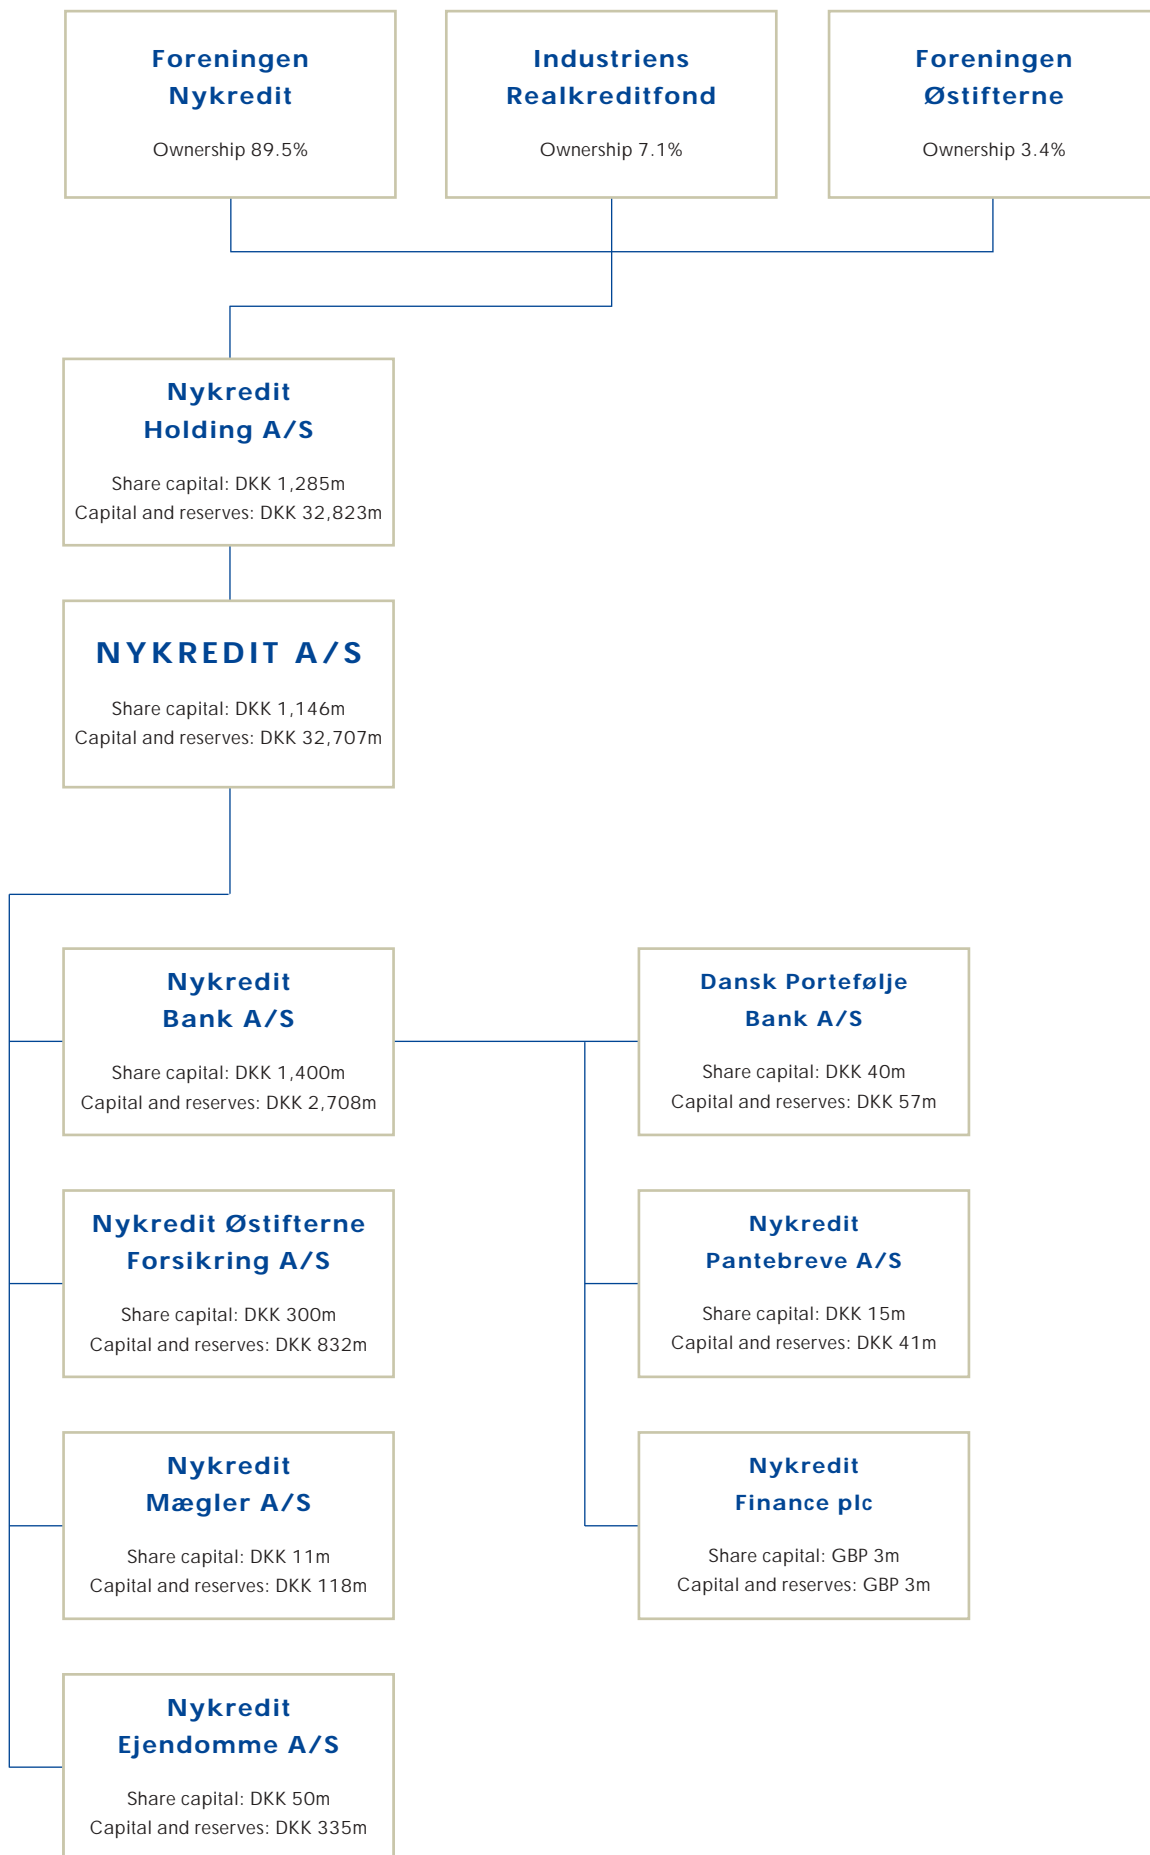 Foreningen
Nykredit
Ownership 89.5%
Industriens
Realkreditfond
Ownership 7.1%
Foreningen
Østifterne
Ownership 3.4%
Nykredit
Holding A/S
Share capital: DKK 1,285m
Capital and reserves: DKK 32,823m
NYKREDIT A/S
Share capital: DKK 1,146m
Capital and reserves: DKK 32,707m
Nykredit
Bank A/S
Share capital: DKK 1,400m
Capital and reserves: DKK 2,708m
Dansk Portefølje
Bank A/S
Share capital: DKK 40m
Capital and reserves: DKK 57m
Nykredit Østifterne
Forsikring A/S
Share capital: DKK 300m
Capital and reserves: DKK 832m
Nykredit
Pantebreve A/S
Share capital: DKK 15m
Capital and reserves: DKK 41m
Nykredit
Mægler A/S
Share capital: DKK 11m
Capital and reserves: DKK 118m
Nykredit
Finance plc
Share capital: GBP 3m
Capital and reserves: GBP 3m
Nykredit
Ejendomme A/S
Share capital: DKK 50m
Capital and reserves: DKK 335m